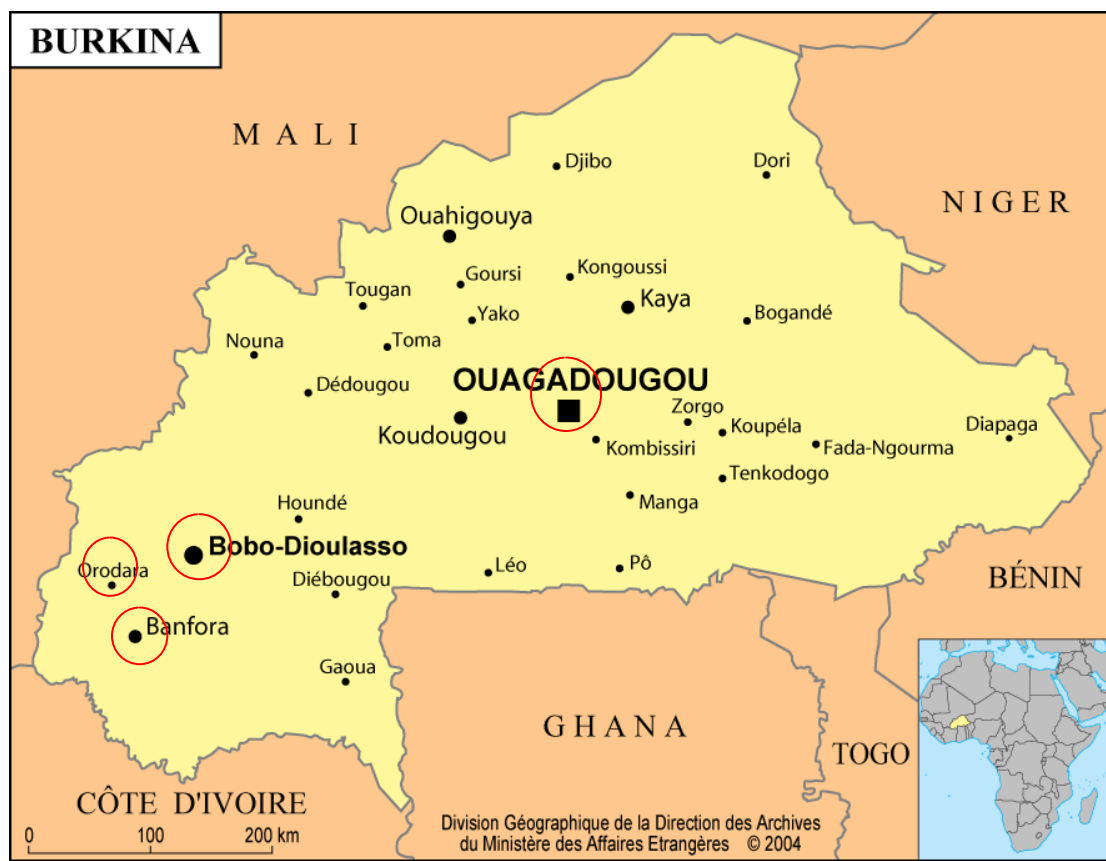 BURKINA
MALI
Djibo
Dori
NIGER
Ouahigouya
Goursi
Kongoussi
Tougan
Kaya
Yako
Bogandé
Nouna
Toma
OUAGADOUGOU
Dédougou
Zorgo
Koudougou
Koupéla
Diapaga
Kombissiri
Fada-Ngourma
Tenkodogo
Manga
Houndé
Bobo-Dioulasso
Orodara
Diébougou
Léo
Pô
BÉNIN
Banfora
Gaoua
GHANA
TOGO
CÔTE D'IVOIRE
0 100 200 km
Division Géographique de la Direction des Archives
du Ministère des Affaires Etrangères © 2004